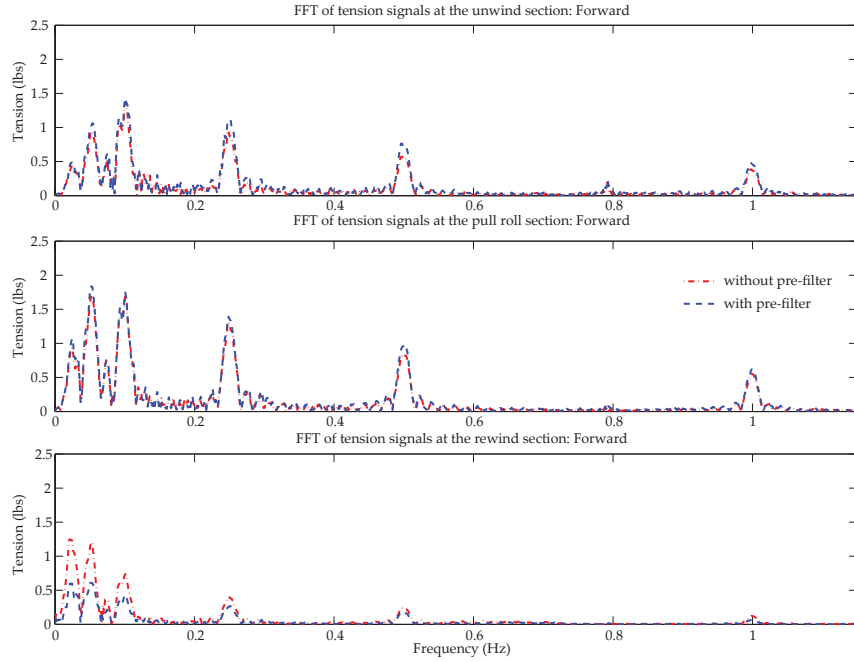 FFT of tension signals at the unwind section: Forward
2.5
2
1.5
1
0.5
0
Tension (lbs)
0 0.2 0.4 0.6 0.8 1
FFT of tension signals at the pull roll section: Forward
2.5
2
1.5
1
0.5
0
Tension (lbs)
without pre-filter
with pre-filter
0 0.2 0.4 0.6 0.8 1
FFT of tension signals at the rewind section: Forward
2.5
2
1.5
1
0.5
0
Tension (lbs)
0 0.2 0.4 0.6 0.8 1
Frequency (Hz)